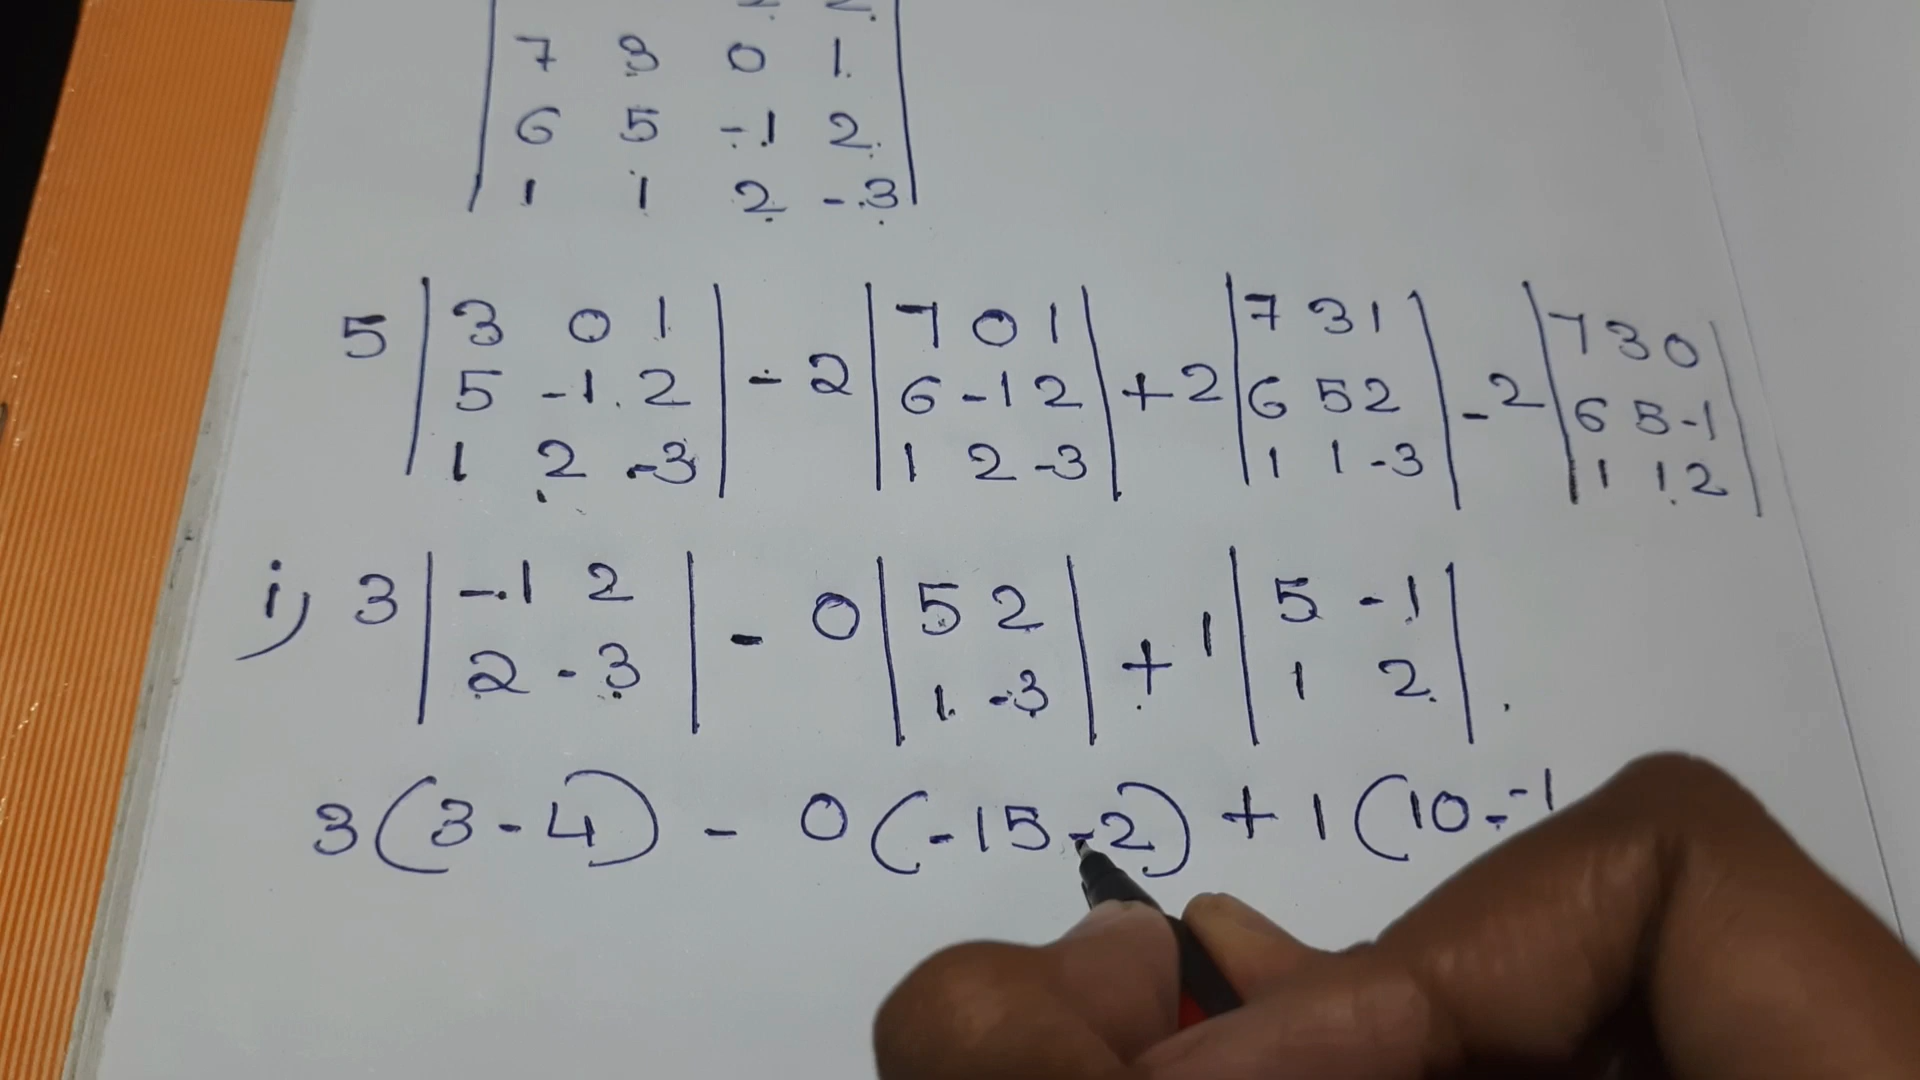 7 3 0 1
6 5 -1 2
1 1 2 -3
5 | 3 0 1 | - 2 | 7 0 1 | + 2 | 7 3 1 | - 2 | 7 3 0 |
| 5 -1 2 | | 6 -1 2 | | 6 5 2 | | 6 5 -1 |
| 1 2 -3 | | 1 2 -3 | | 1 1 -3 | | 1 1 2 |
i) 3 | -1 2 | - 0 | 5 2 | + 1 | 5 -1 |
| 2 -3 | | 1 -3 | | 1 2 |
3 (3 - 4) - 0 (-15 - 2) + 1 (10 - -1